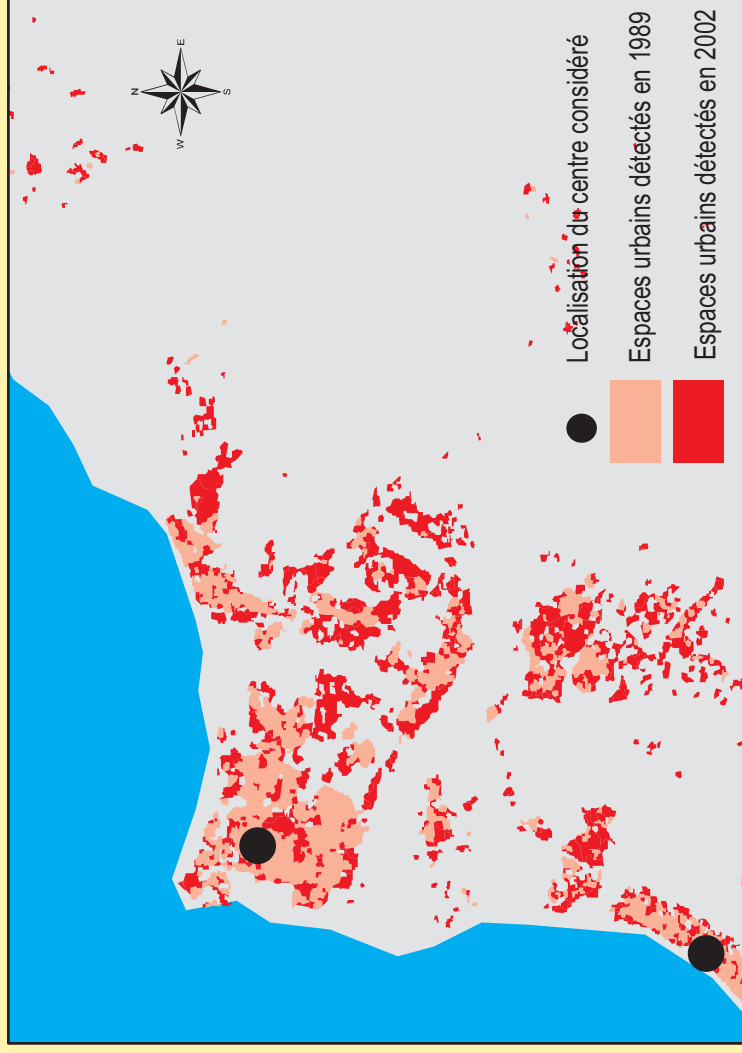 N
E
W
S
Localisation du centre considéré
Espaces urbains détectés en 1989
Espaces urbains détectés en 2002